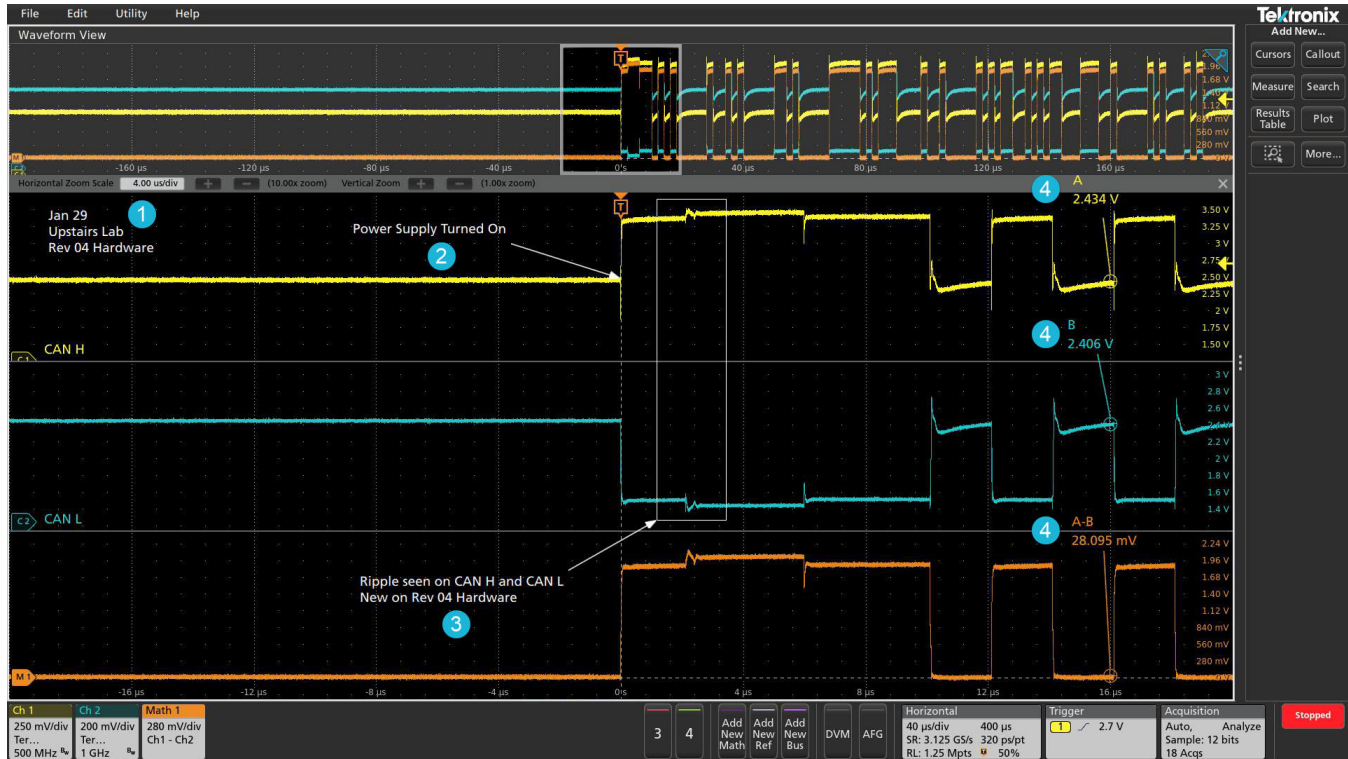 File Edit Utility Help
Tektronix
Waveform View
Add New...
Cursors Callout
Measure Search
Results Table Plot
More...
1.68 V
1.12
560 mV
280 mV
-160 µs -120 µs -80 µs -40 µs 0 s 40 µs 80 µs 120 µs 160 µs
Horizontal Zoom Scale 4.00 us/div + − (10.00x zoom) Vertical Zoom + − (1.00x zoom) ×
Jan 29
Upstairs Lab
Rev 04 Hardware
1
Power Supply Turned On
2
T
T
4
A
2.434 V
3.50 V
3.25 V
3 V
2.50 V
2.25 V
2 V
1.75 V
1.50 V
CAN H
4
B
2.406 V
3 V
2.8 V
2.6 V
2.4 V
2.2 V
2 V
1.8 V
1.6 V
1.4 V
C 2 CAN L
4
A-B
28.095 mV
2.24 V
1.96 V
1.68 V
1.40 V
1.12 V
840 mV
560 mV
280 mV
Ripple seen on CAN H and CAN L
New on Rev 04 Hardware
3
M 1
-16 µs -12 µs -8 µs -4 µs 0 s 4 µs 8 µs 12 µs 16 µs
Ch 1
250 mV/div
Ter...
500 MHz Bw
Ch 2
200 mV/div
Ter...
1 GHz Bw
Math 1
280 mV/div
Ch1 - Ch2
3
4
Add New Math
Add New Ref
Add New Bus
DVM
AFG
Horizontal
40 µs/div 400 µs
SR: 3.125 GS/s 320 ps/pt
RL: 1.25 Mpts 50%
Trigger
1 2.7 V
Acquisition
Auto, Analyze
Sample: 12 bits
18 Acqs
Stopped